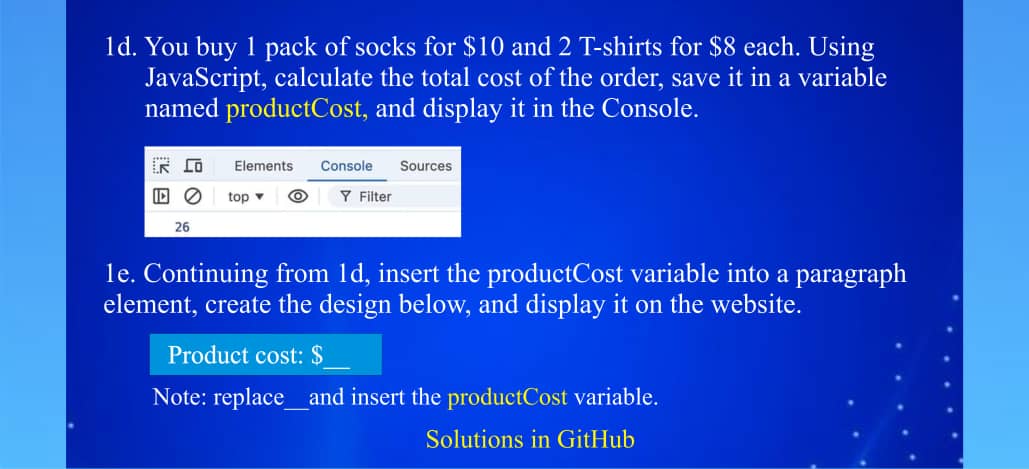 1d. You buy 1 pack of socks for $10 and 2 T-shirts for $8 each. Using
JavaScript, calculate the total cost of the order, save it in a variable
named productCost, and display it in the Console.
Elements Console Sources
top Filter
26
1e. Continuing from 1d, insert the productCost variable into a paragraph
element, create the design below, and display it on the website.
Product cost: $__
Note: replace__and insert the productCost variable.
Solutions in GitHub